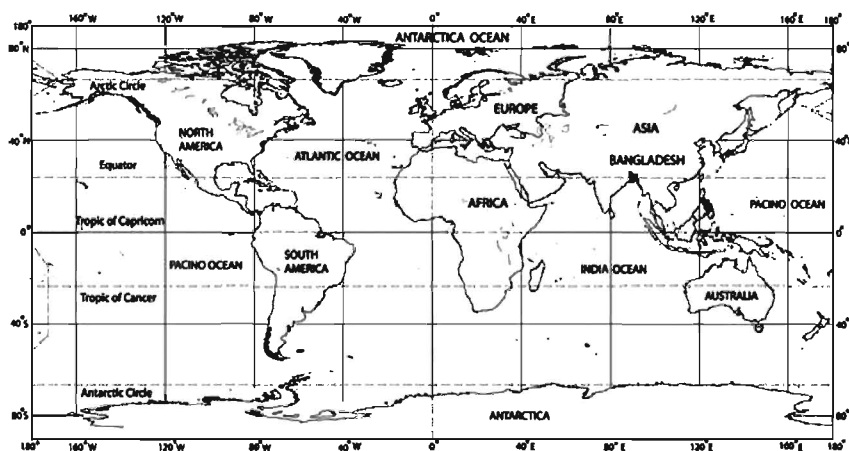 180° 160° 120° 80° 40°W 0° 40°E 80°E 120°E 160°E 180°
80°N 80°N
ANTARCTICA OCEAN
Arctic Circle
EUROPE
NORTH
AMERICA
ASIA
40°N 40°N
ATLANTIC OCEAN
BANGLADESH
Equator
AFRICA
PACINO OCEAN
Tropic of Capricorn
0° 0°
SOUTH
AMERICA
PACINO OCEAN
INDIA OCEAN
Tropic of Cancer
AUSTRALIA
40°S 40°S
Antarctic Circle
ANTARCTICA
80°S 80°S
180° 160°W 120°W 80°W 40°W 0° 40°E 80°E 120°E 160°E 180°